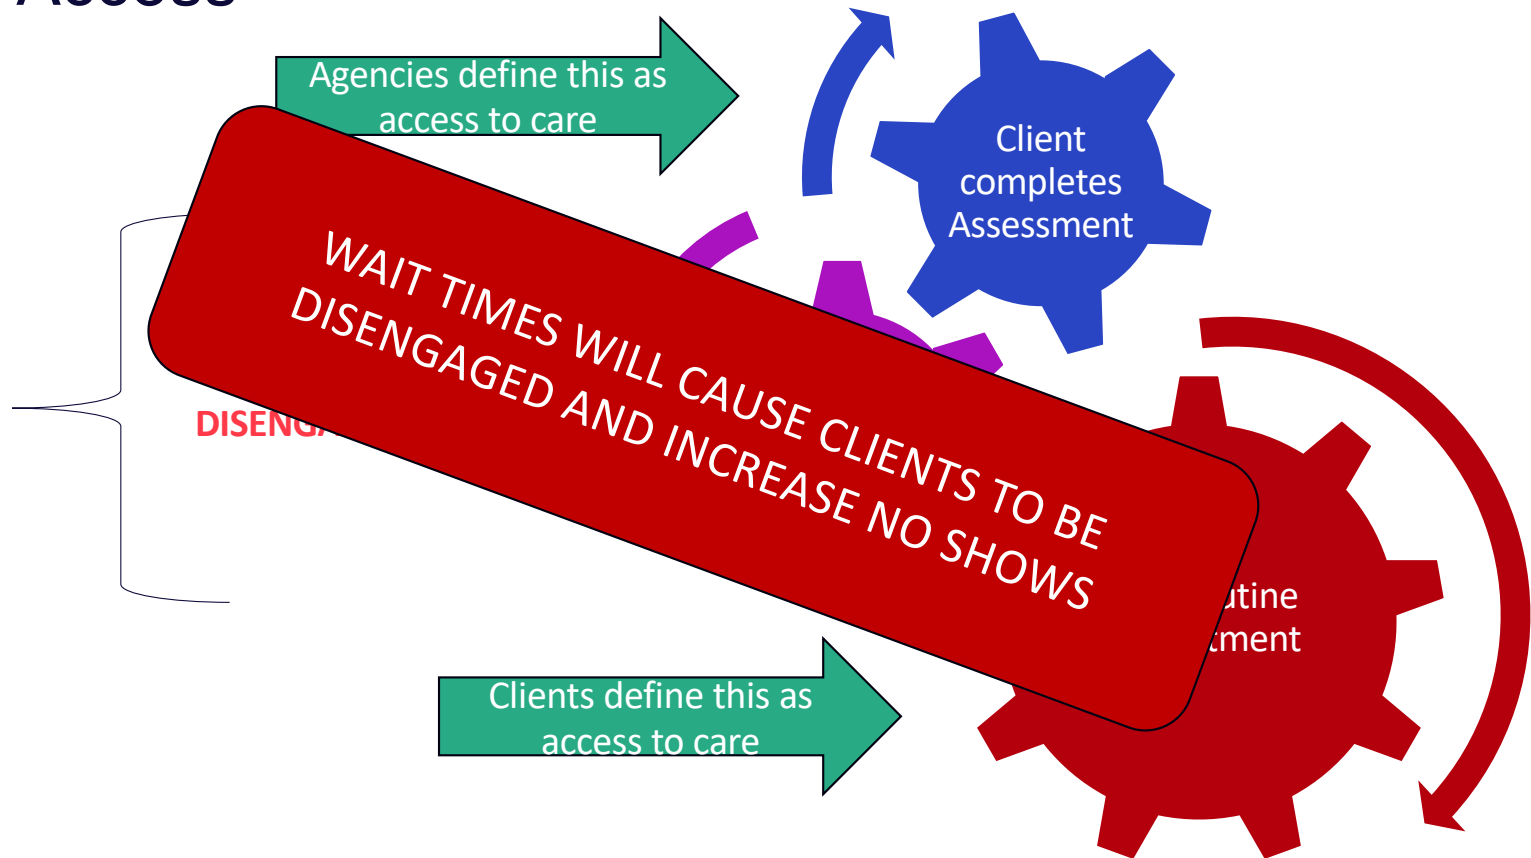 Access
Agencies define this as
access to care
Client
completes
Assessment
WAIT TIMES WILL CAUSE CLIENTS TO BE
DISENGAGED AND INCREASE NO SHOWS
Clients define this as
access to care